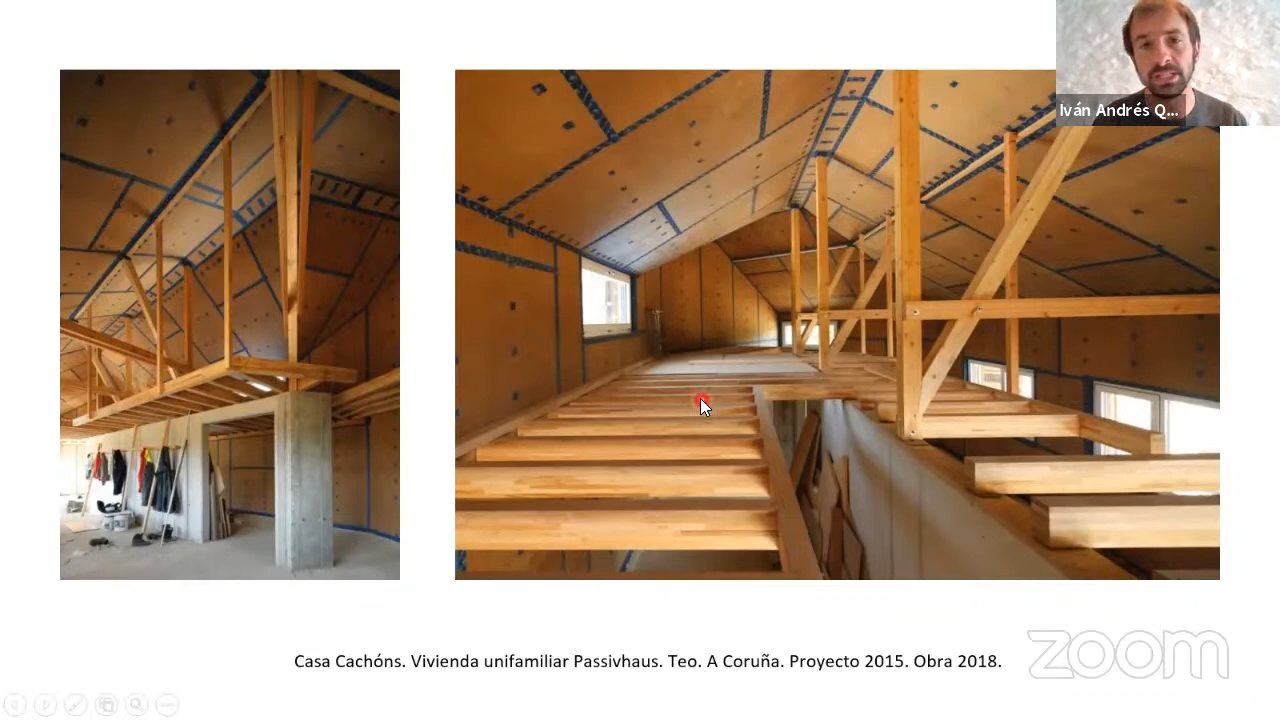 Iván Andrés Q...
Casa Cachóns. Vivienda unifamiliar Passivhaus. Teo. A Coruña. Proyecto 2015. Obra 2018.
zoom